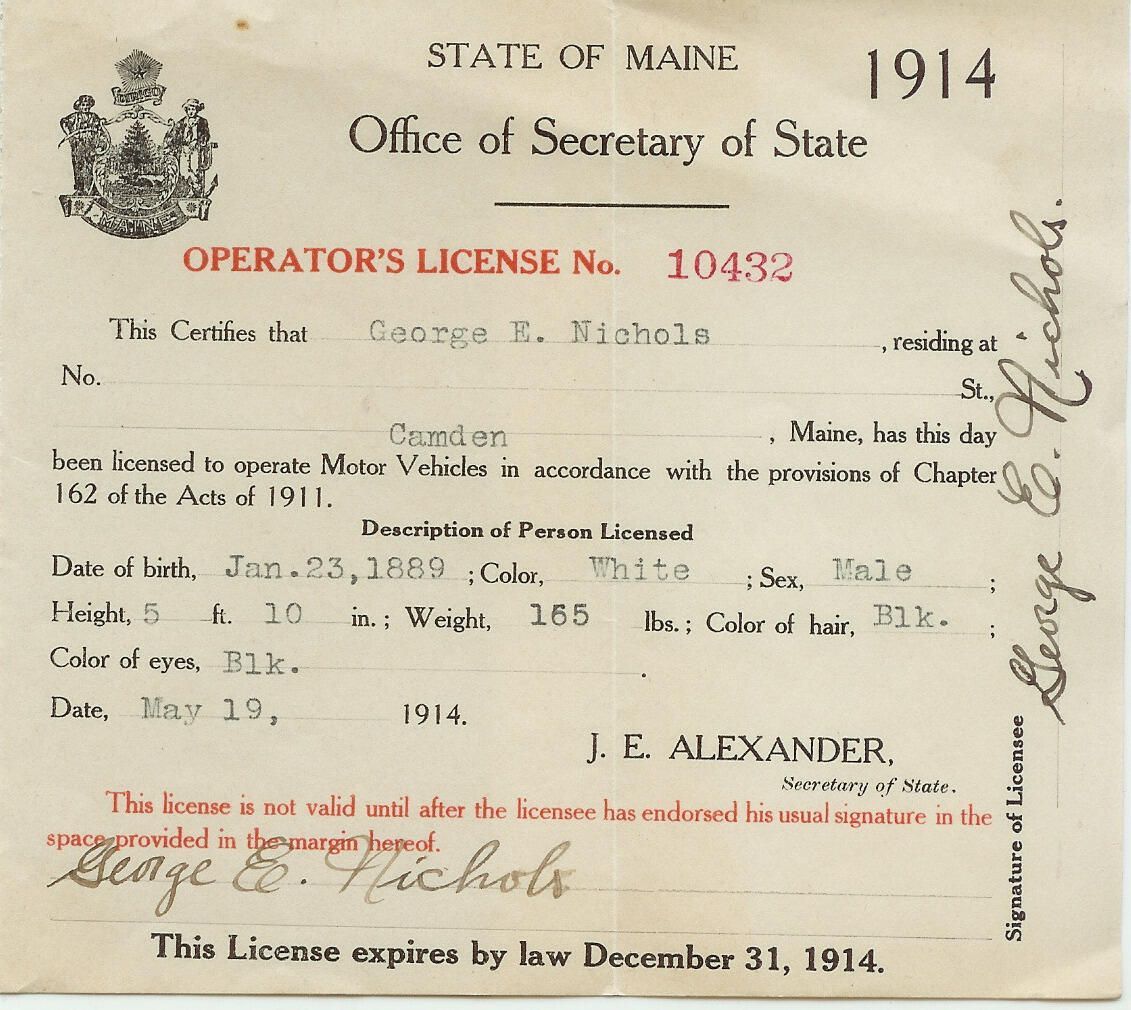 STATE OF MAINE
1914
Office of Secretary of State
DIRIGO
MAINE
OPERATOR'S LICENSE No. 10432
This Certifies that George E. Nichols, residing at
No. St.,
Camden, Maine, has this day
been licensed to operate Motor Vehicles in accordance with the provisions of Chapter
162 of the Acts of 1911.
Description of Person Licensed
Date of birth, Jan.23,1889 ; Color, White ; Sex, Male ;
Height, 5 ft. 10 in. ; Weight, 165 lbs. ; Color of hair, Blk. ;
Color of eyes, Blk. .
Date, May 19, 1914.
J. E. ALEXANDER,
Secretary of State.
This license is not valid until after the licensee has endorsed his usual signature in the
space provided in the margin hereof.
George E. Nichols
This License expires by law December 31, 1914.
Signature of Licensee
George E. Nichols.